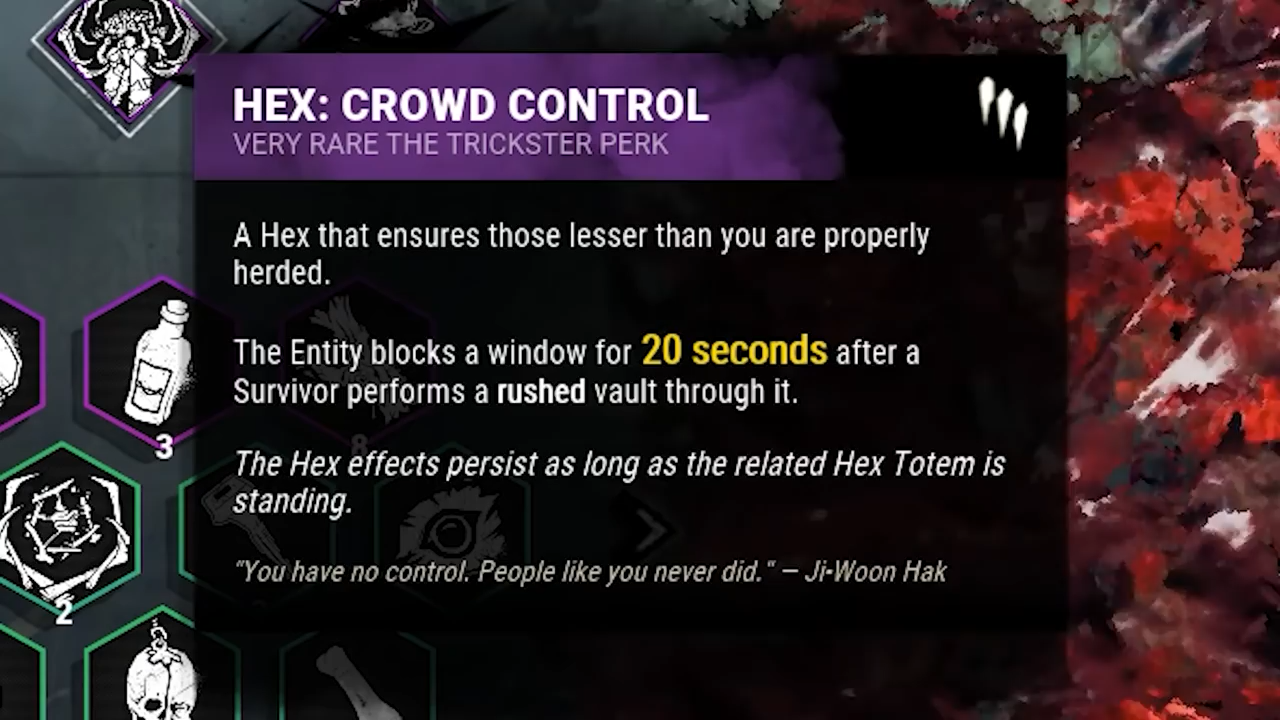 HEX: CROWD CONTROL
VERY RARE THE TRICKSTER PERK
A Hex that ensures those lesser than you are properly
herded.
The Entity blocks a window for 20 seconds after a
Survivor performs a rushed vault through it.
The Hex effects persist as long as the related Hex Totem is
standing.
"You have no control. People like you never did." — Ji-Woon Hak
3
8
2